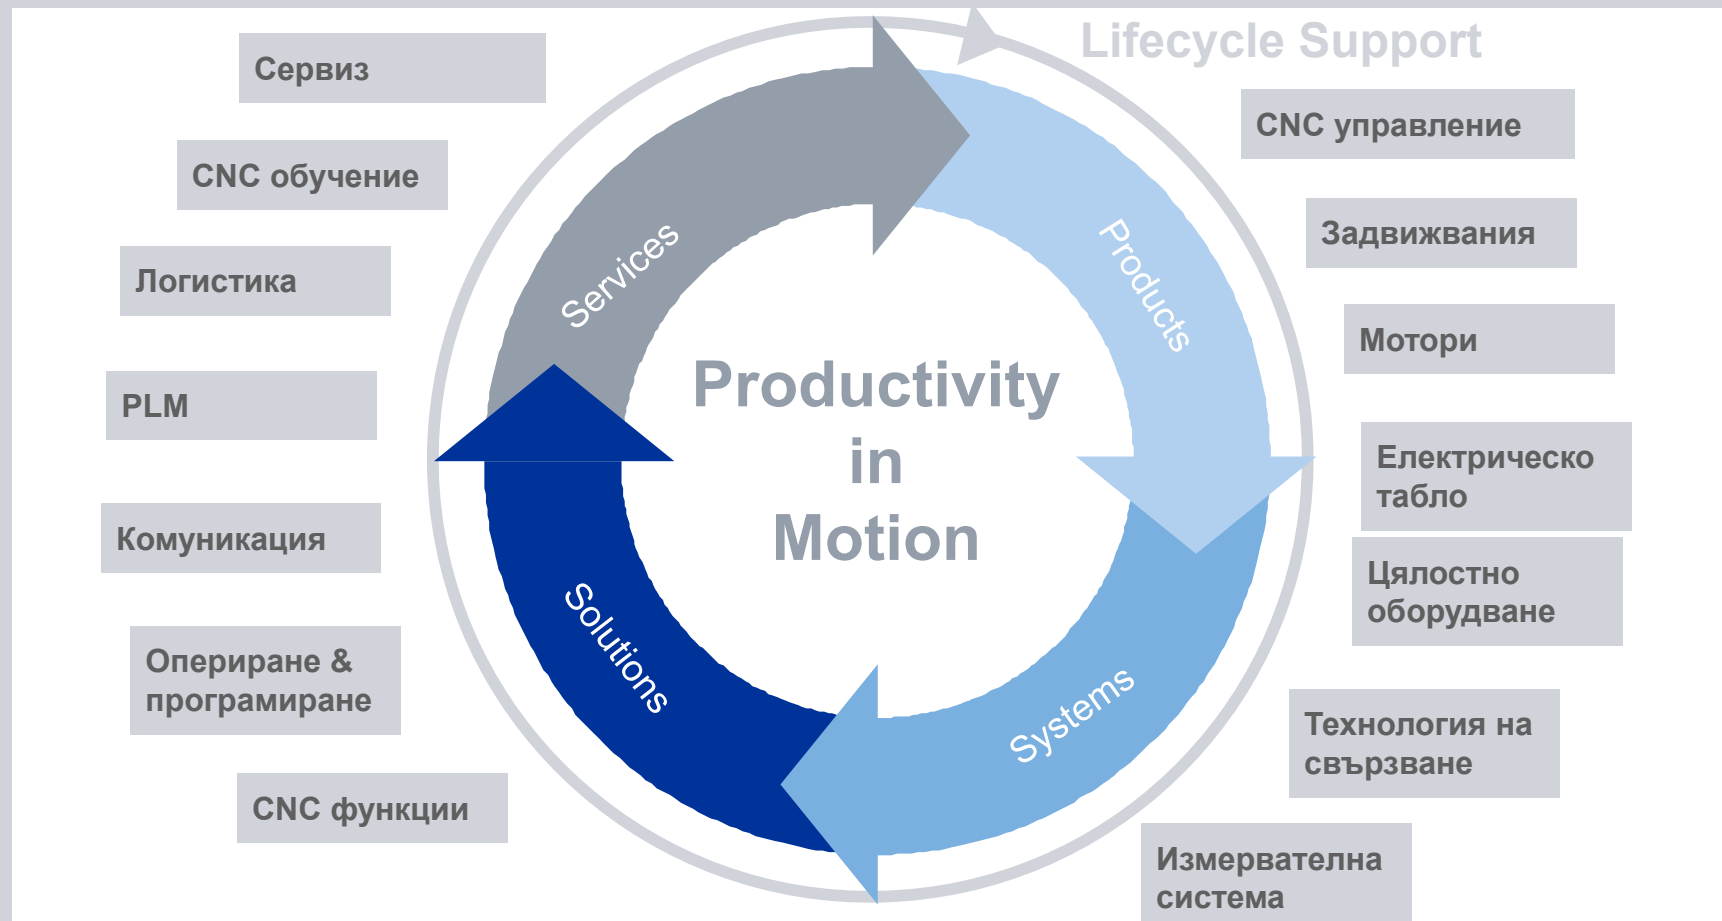 Lifecycle Support
Сервиз
CNC обучение
Логистика
PLM
Комуникация
Опериране &
програмиране
CNC функции
Services
Products
Systems
Solutions
Productivity
in
Motion
CNC управление
Задвижвания
Мотори
Електрическо
табло
Цялостно
оборудване
Технология на
свързване
Измервателна
система